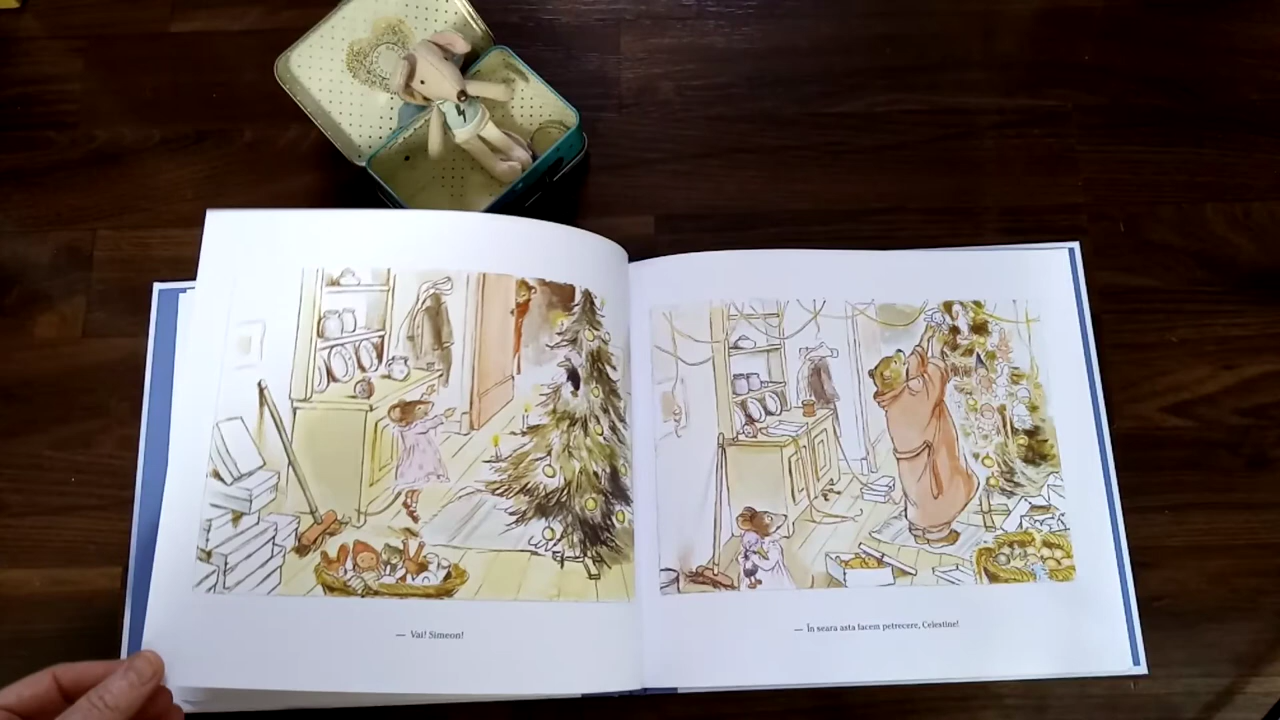 — Vai! Simeon!
— În seara asta facem petrecere, Celestine!